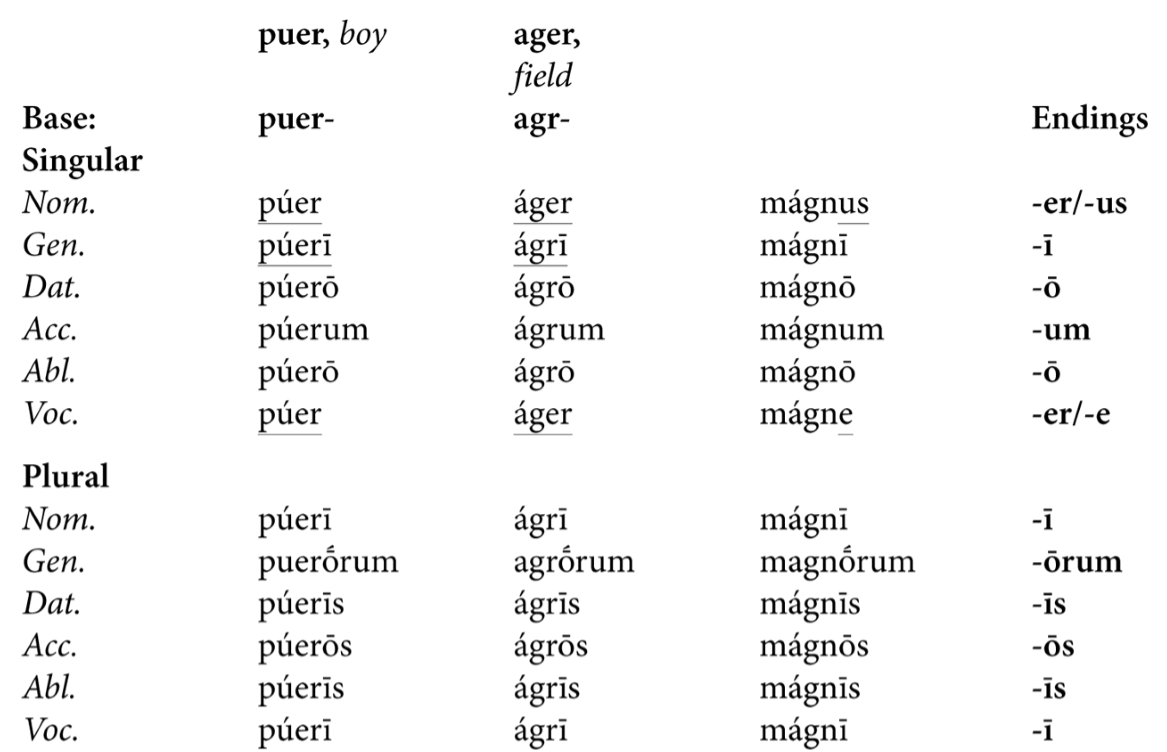 puer, boy ager,
field
Base: puer- agr- Endings
Singular
Nom. púer áger mágnus -er/-us
Gen. púerī ágrī mágnī -ī
Dat. púerō ágrō mágnō -ō
Acc. púerum ágrum mágnum -um
Abl. púerō ágrō mágnō -ō
Voc. púer áger mágne -er/-e
Plural
Nom. púerī ágrī mágnī -ī
Gen. puerṓrum agrṓrum magnṓrum -ōrum
Dat. púerīs ágrīs mágnīs -īs
Acc. púerōs ágrōs mágnōs -ōs
Abl. púerīs ágrīs mágnīs -īs
Voc. púerī ágrī mágnī -ī